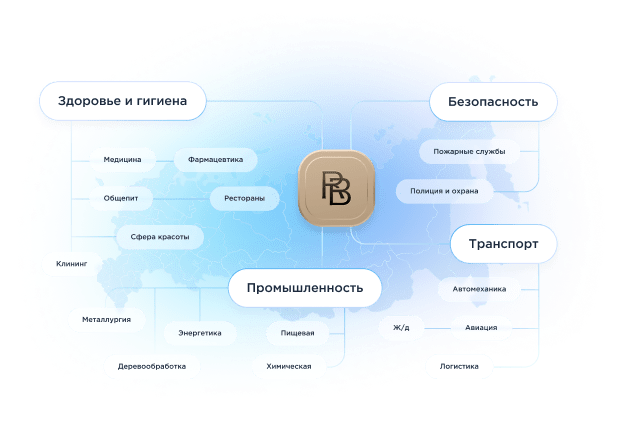 Здоровье и гигиена
Безопасность
Медицина
Фармацевтика
Пожарные службы
Общепит
Рестораны
Полиция и охрана
Сфера красоты
Транспорт
Клининг
Промышленность
Автомеханика
Металлургия
Энергетика
Пищевая
Ж/д
Авиация
Деревообработка
Химическая
Логистика